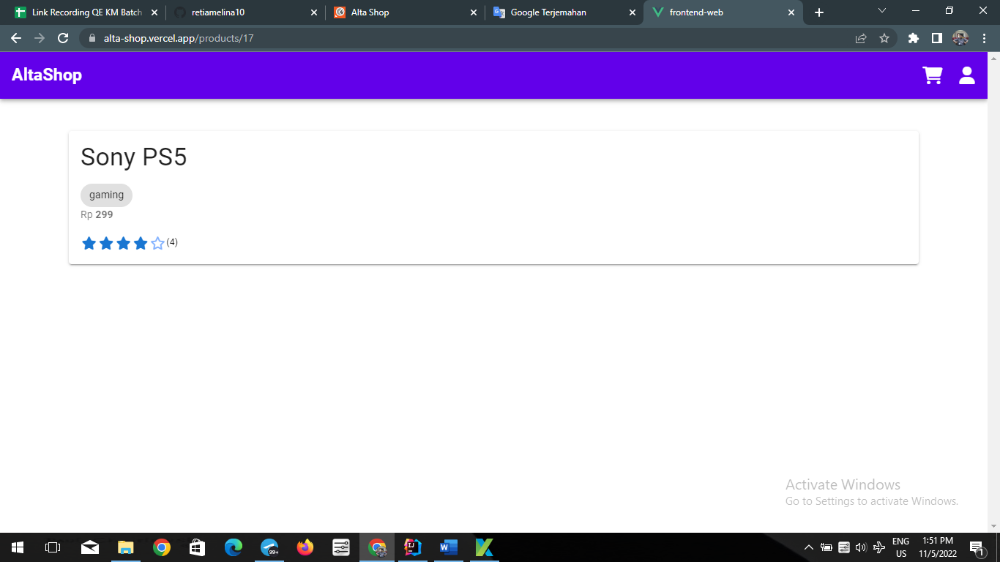 Link Recording QE KM Batch
retiamelina10
Alta Shop
Google Terjemahan
frontend-web
alta-shop.vercel.app/products/17
AltaShop
Sony PS5
gaming
Rp 299
(4)
Activate Windows
Go to Settings to activate Windows.
99+
ENG
US
1:51 PM
11/5/2022
1